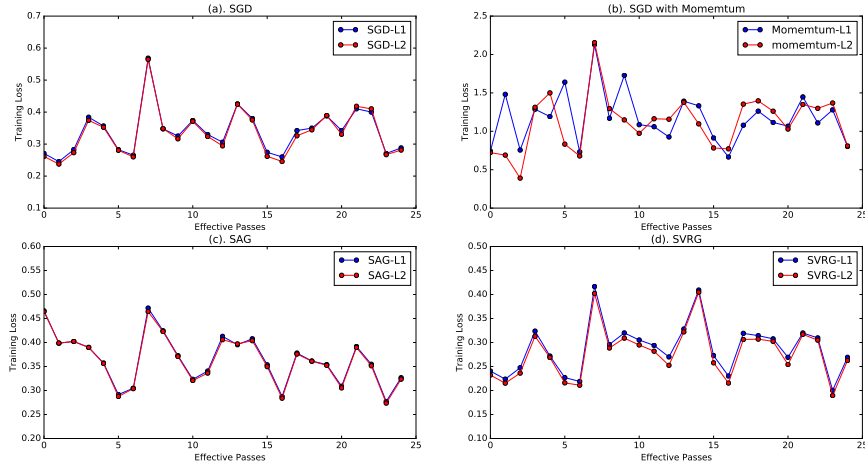 (a). SGD
0.7
0.6
0.5
0.4
0.3
0.2
0.1
Training Loss
0 5 10 15 20 25
Effective Passes
SGD-L1
SGD-L2
(b). SGD with Momemtum
2.5
2.0
1.5
1.0
0.5
0.0
Training Loss
0 5 10 15 20 25
Effective Passes
Momemtum-L1
momemtum-L2
(c). SAG
0.60
0.55
0.50
0.45
0.40
0.35
0.30
0.25
0.20
Training Loss
0 5 10 15 20 25
Effective Passes
SAG-L1
SAG-L2
(d). SVRG
0.50
0.45
0.40
0.35
0.30
0.25
0.20
0.15
0.10
Training Loss
0 5 10 15 20 25
Effective Passes
SVRG-L1
SVRG-L2